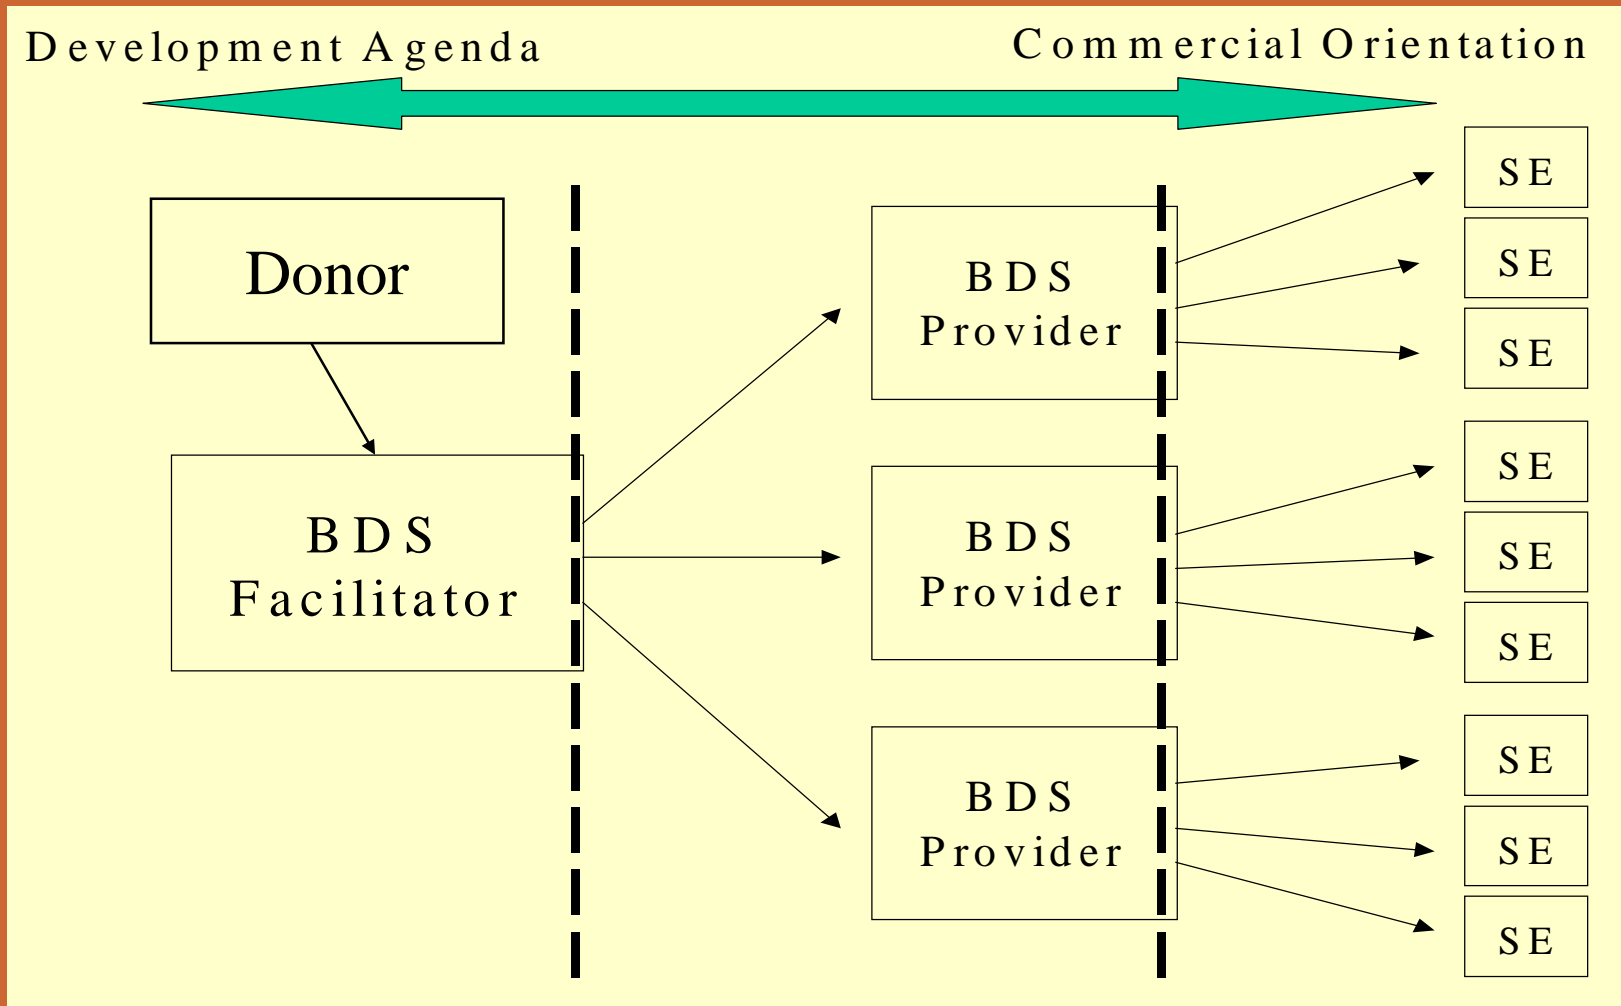 Development Agenda
Commercial Orientation
Donor
BDS
Facilitator
BDS
Provider
BDS
Provider
BDS
Provider
SE
SE
SE
SE
SE
SE
SE
SE
SE